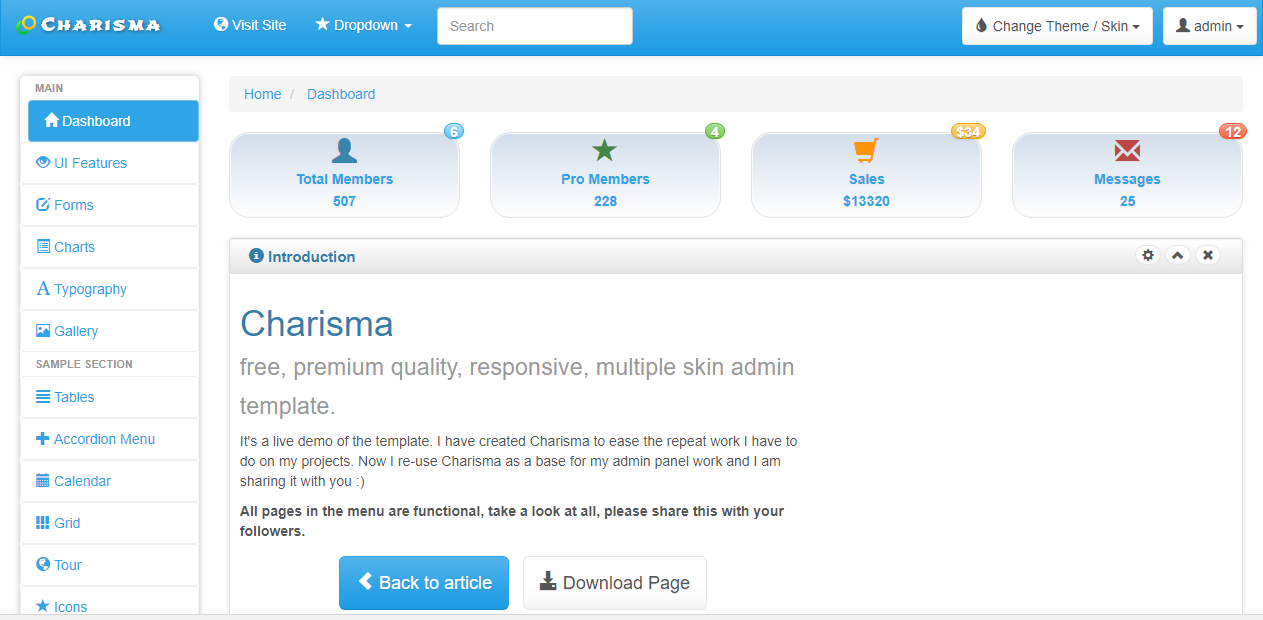 CHARISMA
Visit Site
Dropdown
Search
Change Theme / Skin
admin
MAIN
Dashboard
UI Features
Forms
Charts
Typography
Gallery
SAMPLE SECTION
Tables
Accordion Menu
Calendar
Grid
Tour
Icons
Home / Dashboard
6
Total Members
507
4
Pro Members
228
$34
Sales
$13320
12
Messages
25
Introduction
Charisma
free, premium quality, responsive, multiple skin admin
template.
It's a live demo of the template. I have created Charisma to ease the repeat work I have to
do on my projects. Now I re-use Charisma as a base for my admin panel work and I am
sharing it with you :)
All pages in the menu are functional, take a look at all, please share this with your
followers.
Back to article
Download Page